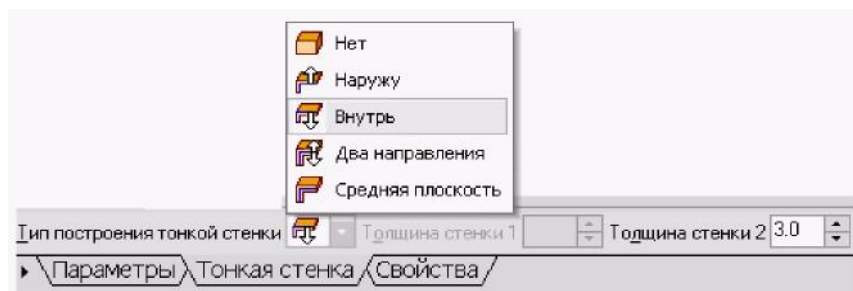 Нет
Наружу
Внутрь
Два направления
Средняя плоскость
Тип построения тонкой стенки Толщина стенки 1 Толщина стенки 2 3.0
Параметры Тонкая стенка Свойства